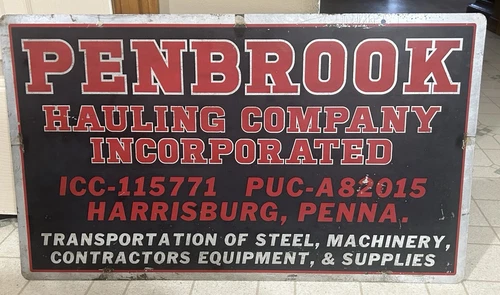 PENBROOK
HAULING COMPANY
INCORPORATED
ICC-115771 PUC-A82015
HARRISBURG, PENNA.
TRANSPORTATION OF STEEL, MACHINERY,
CONTRACTORS EQUIPMENT, & SUPPLIES